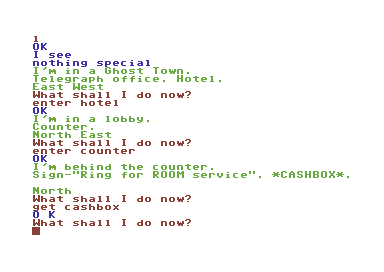 1
OK
I see
nothing special
I'm in a Ghost Town.
Telegraph office. Hotel.
East West
What shall I do now?
enter hotel
OK
I'm in a lobby.
Counter.
North East
What shall I do now?
enter counter
OK
I'm behind the counter.
Sign-"Ring for ROOM service". *CASHBOX*.
North
What shall I do now?
get cashbox
O K
What shall I do now?